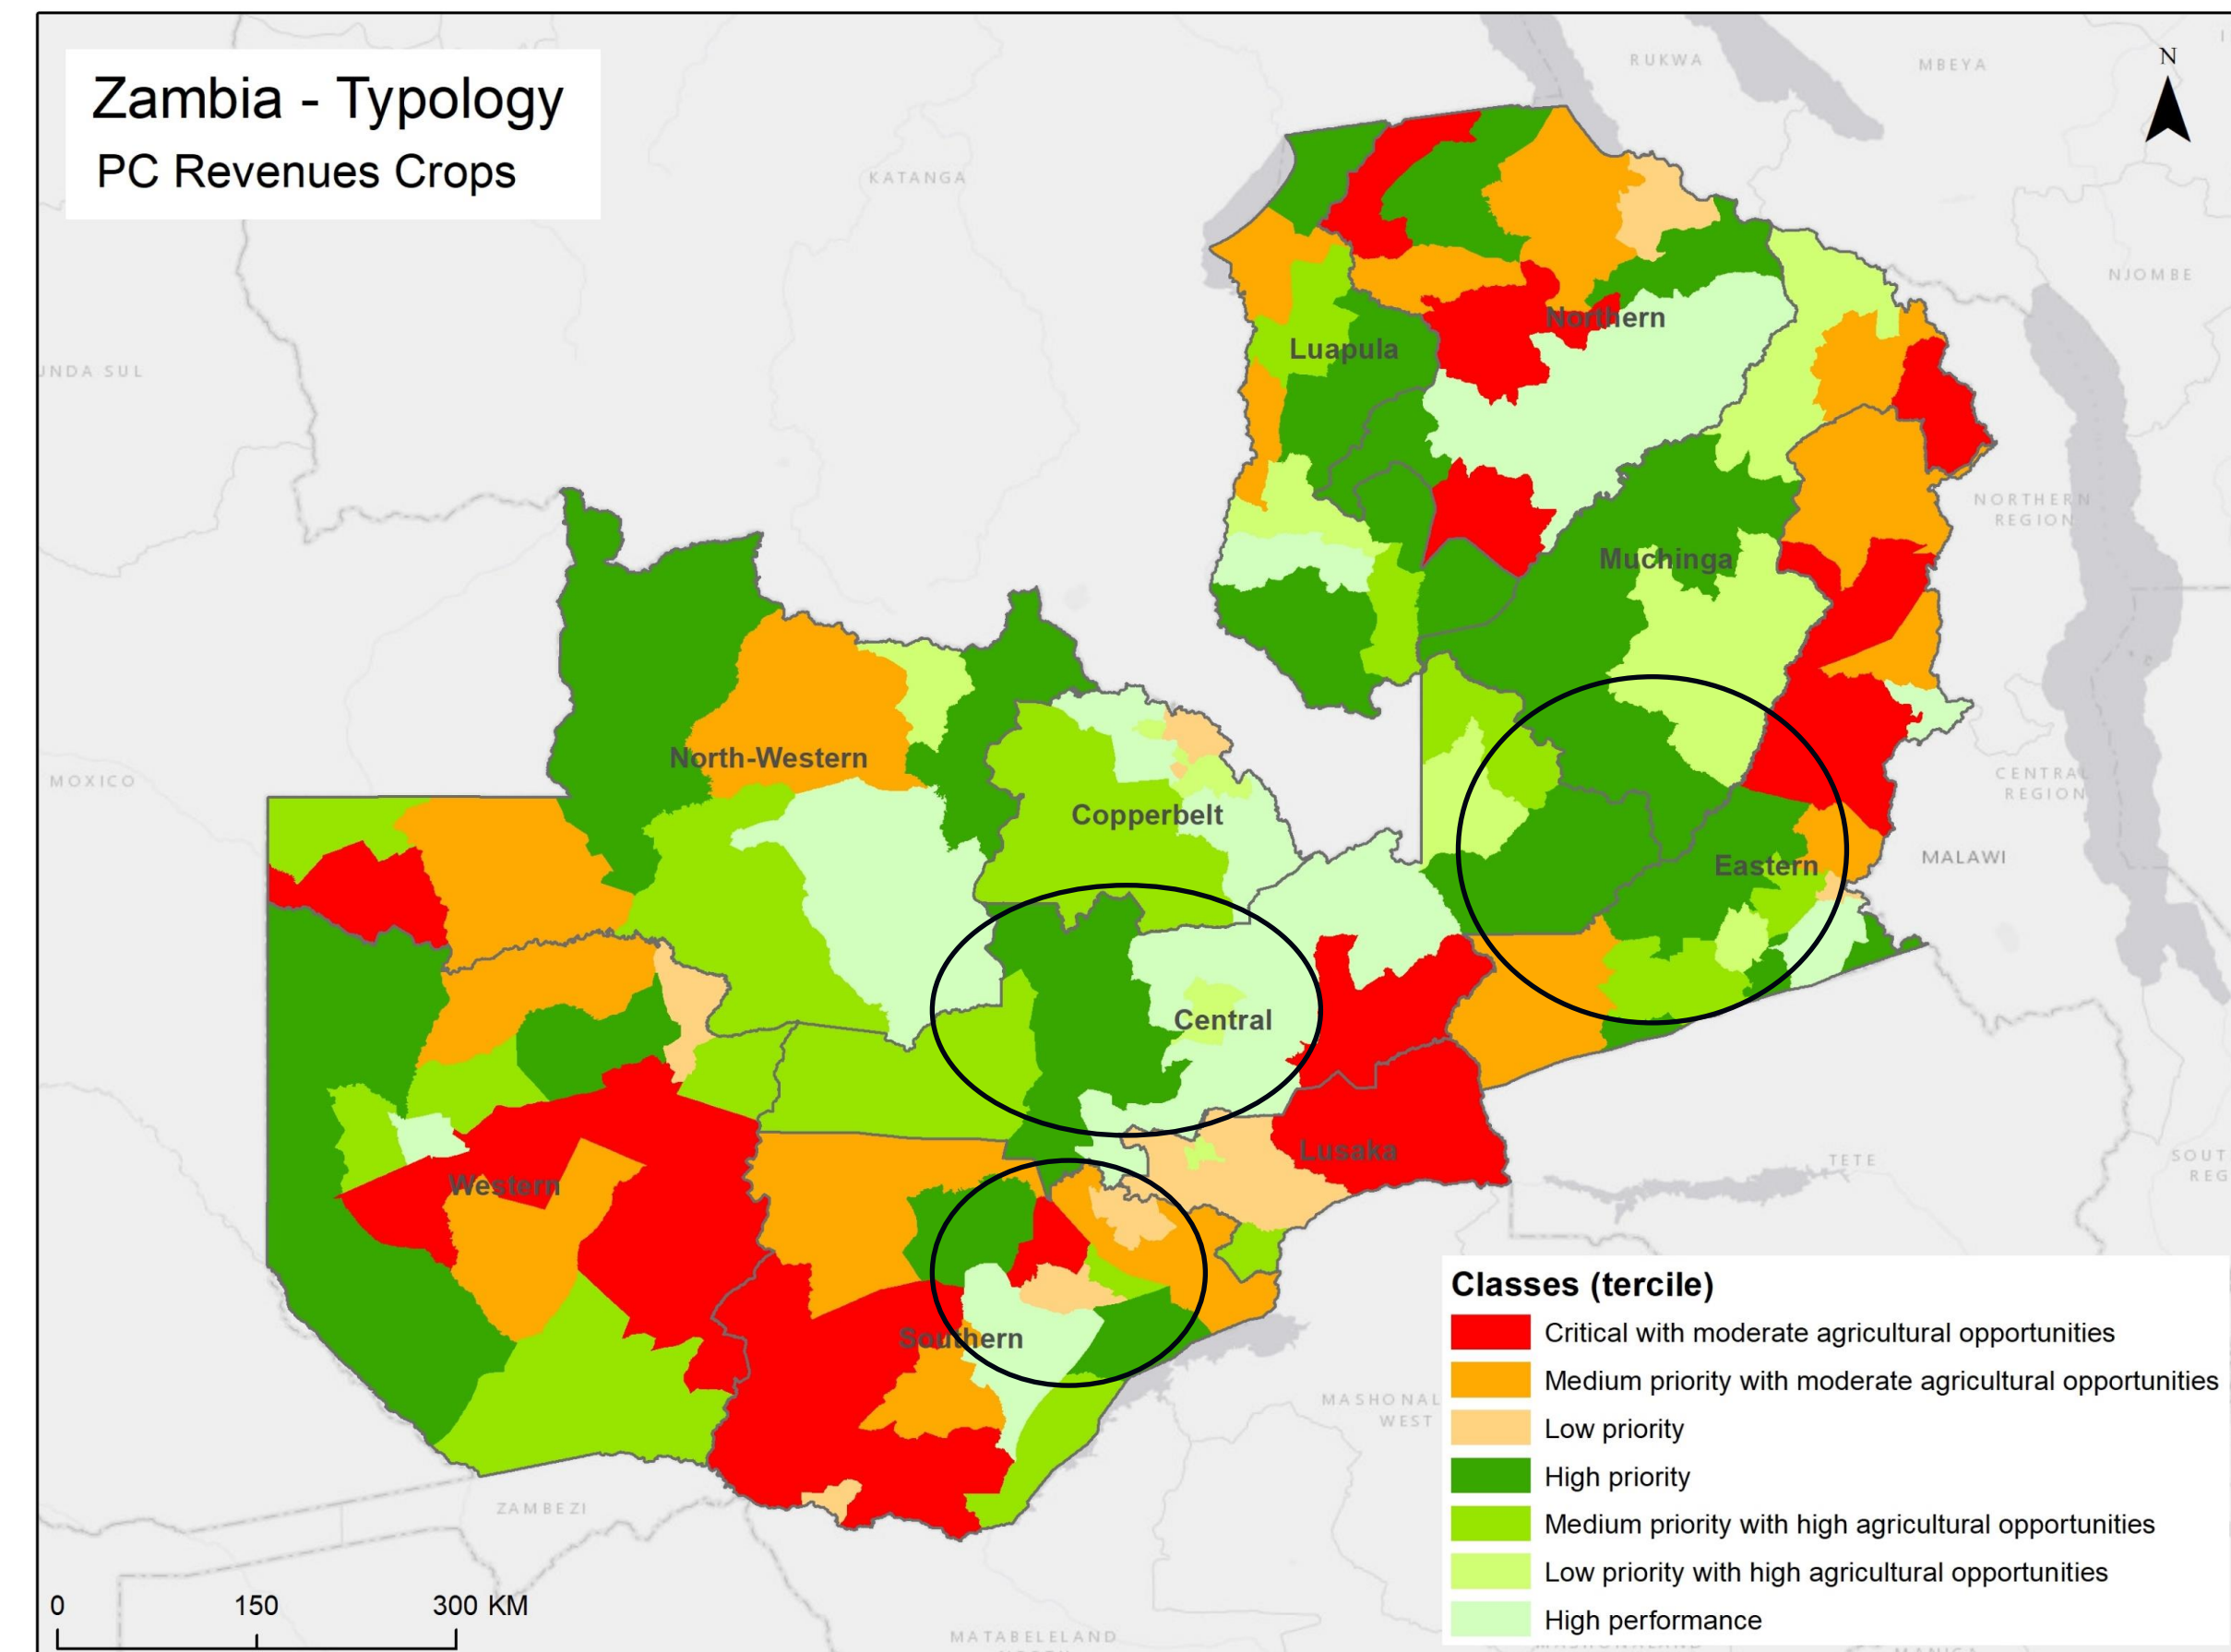 Zambia - Typology
PC Revenues Crops
N
RUKWA
MBEYA
KATANGA
NJOMBE
Northern
Luapula
UNDA SUL
NORTHERN
REGION
Muchinga
North-Western
MOXICO
CENTRAL
REGION
Copperbelt
MALAWI
Eastern
Central
Lusaka
TETE
SOUT
REG
Western
Southern
MASHONAL
WEST
ZAMBEZI
MATABELELAND
Classes (tercile)
Critical with moderate agricultural opportunities
Medium priority with moderate agricultural opportunities
Low priority
High priority
Medium priority with high agricultural opportunities
Low priority with high agricultural opportunities
High performance
0 150 300 KM